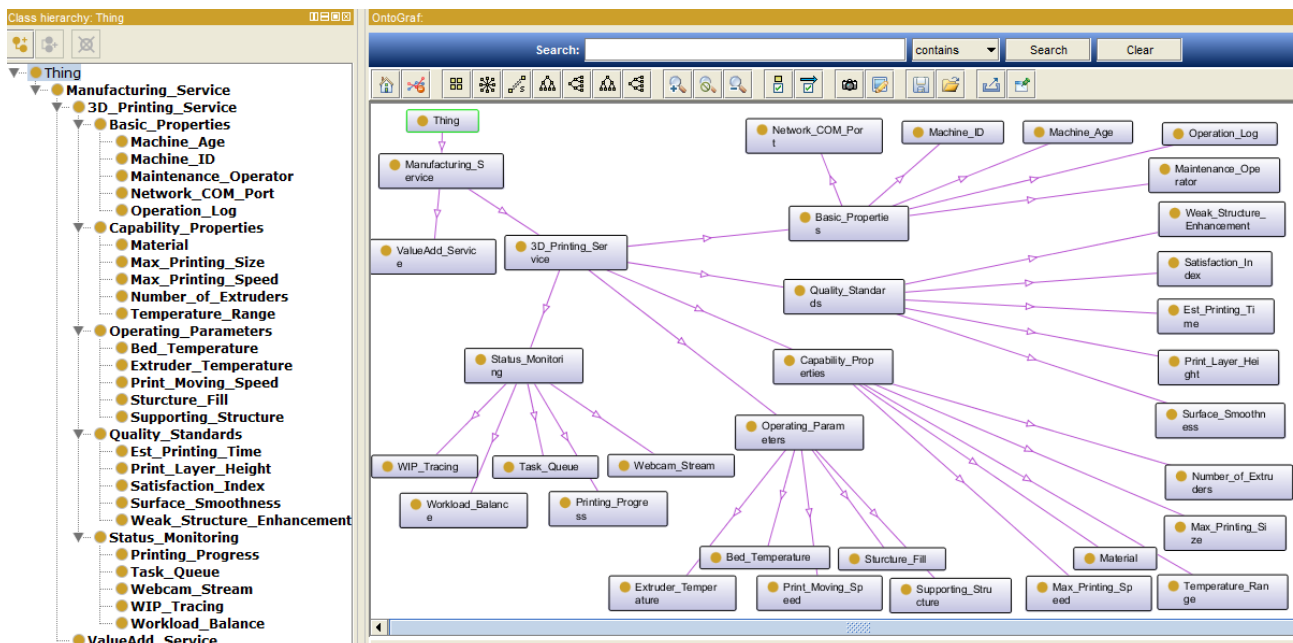 Class hierarchy: Thing
Thing
Manufacturing_Service
3D_Printing_Service
Basic_Properties
Machine_Age
Machine_ID
Maintenance_Operator
Network_COM_Port
Operation_Log
Capability_Properties
Material
Max_Printing_Size
Max_Printing_Speed
Number_of_Extruders
Temperature_Range
Operating_Parameters
Bed_Temperature
Extruder_Temperature
Print_Moving_Speed
Sturcture_Fill
Supporting_Structure
Quality_Standards
Est_Printing_Time
Print_Layer_Height
Satisfaction_Index
Surface_Smoothness
Weak_Structure_Enhancement
Status_Monitoring
Printing_Progress
Task_Queue
Webcam_Stream
WIP_Tracing
Workload_Balance
ValueAdd_Service
OntoGraf:
Search: contains Search Clear
Thing
Manufacturing_S
ervice
ValueAdd_Servic
e
3D_Printing_Ser
vice
Network_COM_Por
t
Machine_ID
Machine_Age
Operation_Log
Maintenance_Ope
rator
Basic_Propertie
s
Weak_Structure_
Enhancement
Satisfaction_In
dex
Quality_Standar
ds
Est_Printing_Ti
me
Print_Layer_Hei
ght
Surface_Smoothn
ess
Status_Monitori
ng
Capability_Prop
erties
Operating_Param
eters
WIP_Tracing
Task_Queue
Webcam_Stream
Workload_Balanc
e
Printing_Progre
ss
Number_of_Extru
ders
Max_Printing_Si
ze
Bed_Temperature
Sturcture_Fill
Material
Extruder_Temper
ature
Print_Moving_Sp
eed
Supporting_Stru
cture
Max_Printing_Sp
eed
Temperature_Ran
ge